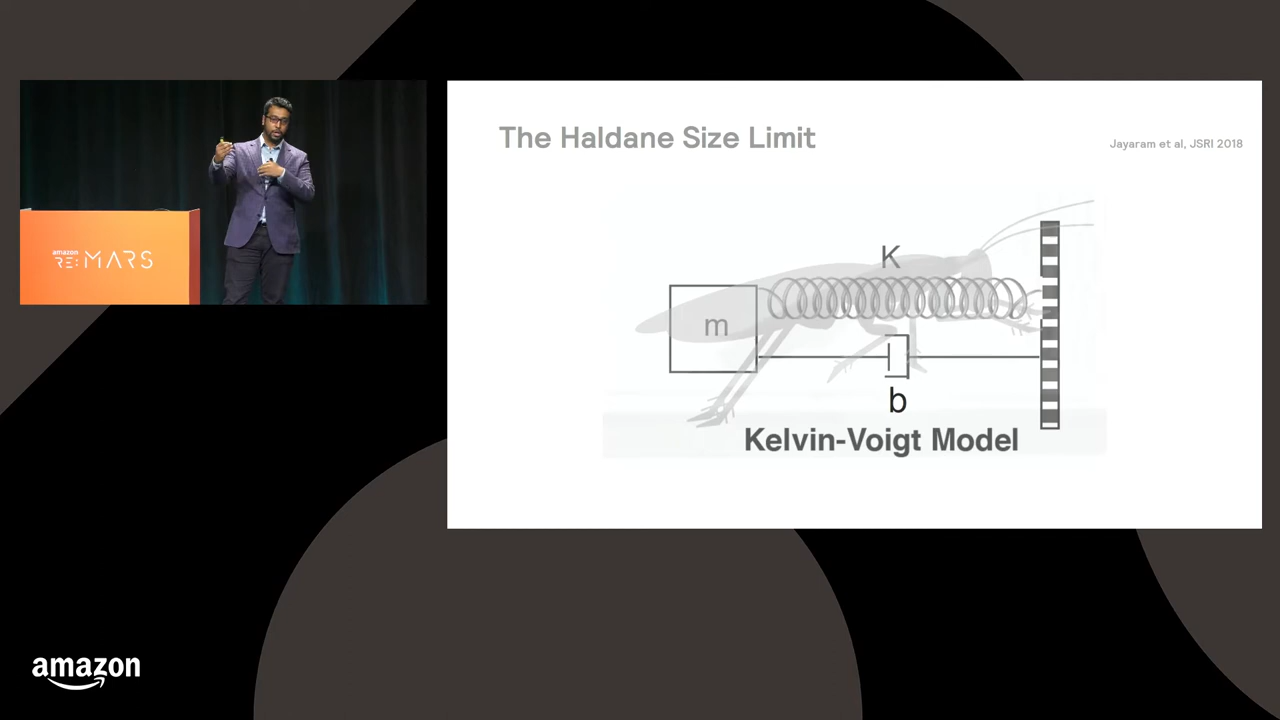 The Haldane Size Limit
Jayaram et al, JSRI 2018
K
m
b
Kelvin-Voigt Model
amazon
RE:MARS
amazon